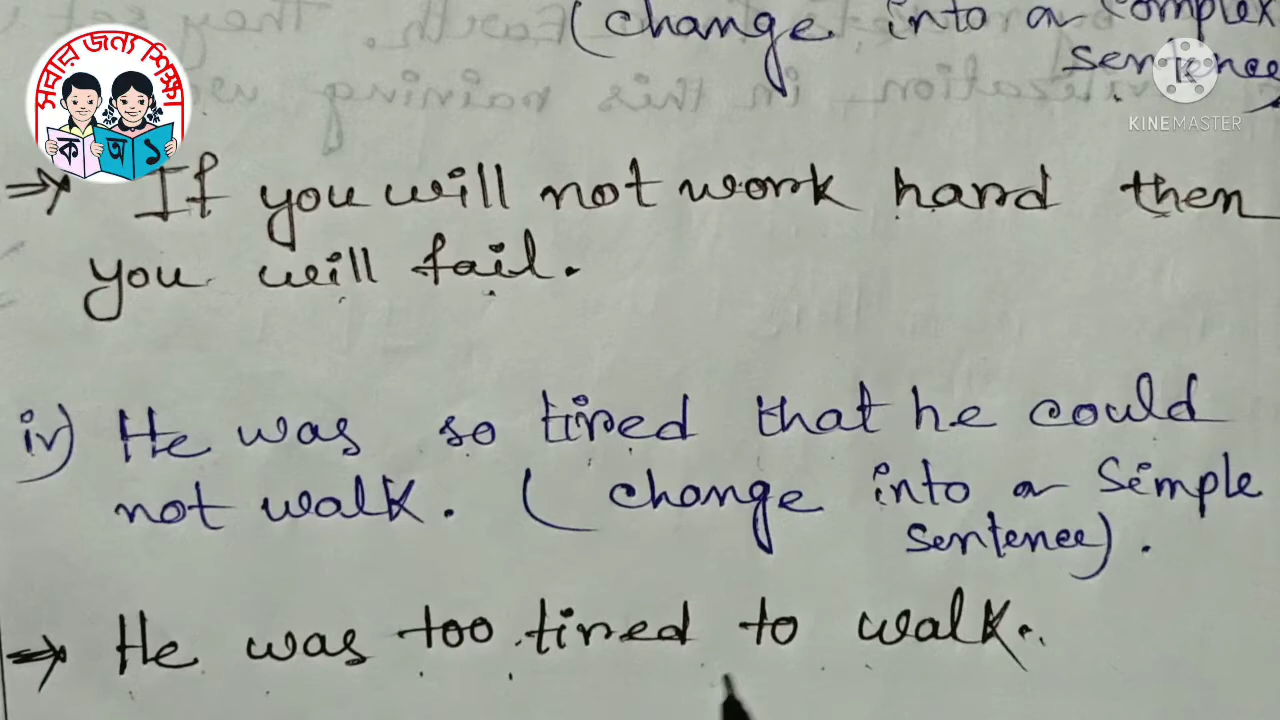 (change into a complex
sentence
সবার জন্য শিক্ষা
ক অ ১
KINEMASTER
⇒ If you will not work hard then
you will fail.
iv) He was so tired that he could
not walk. (change into a simple
sentence).
⇒ He was too tired to walk.